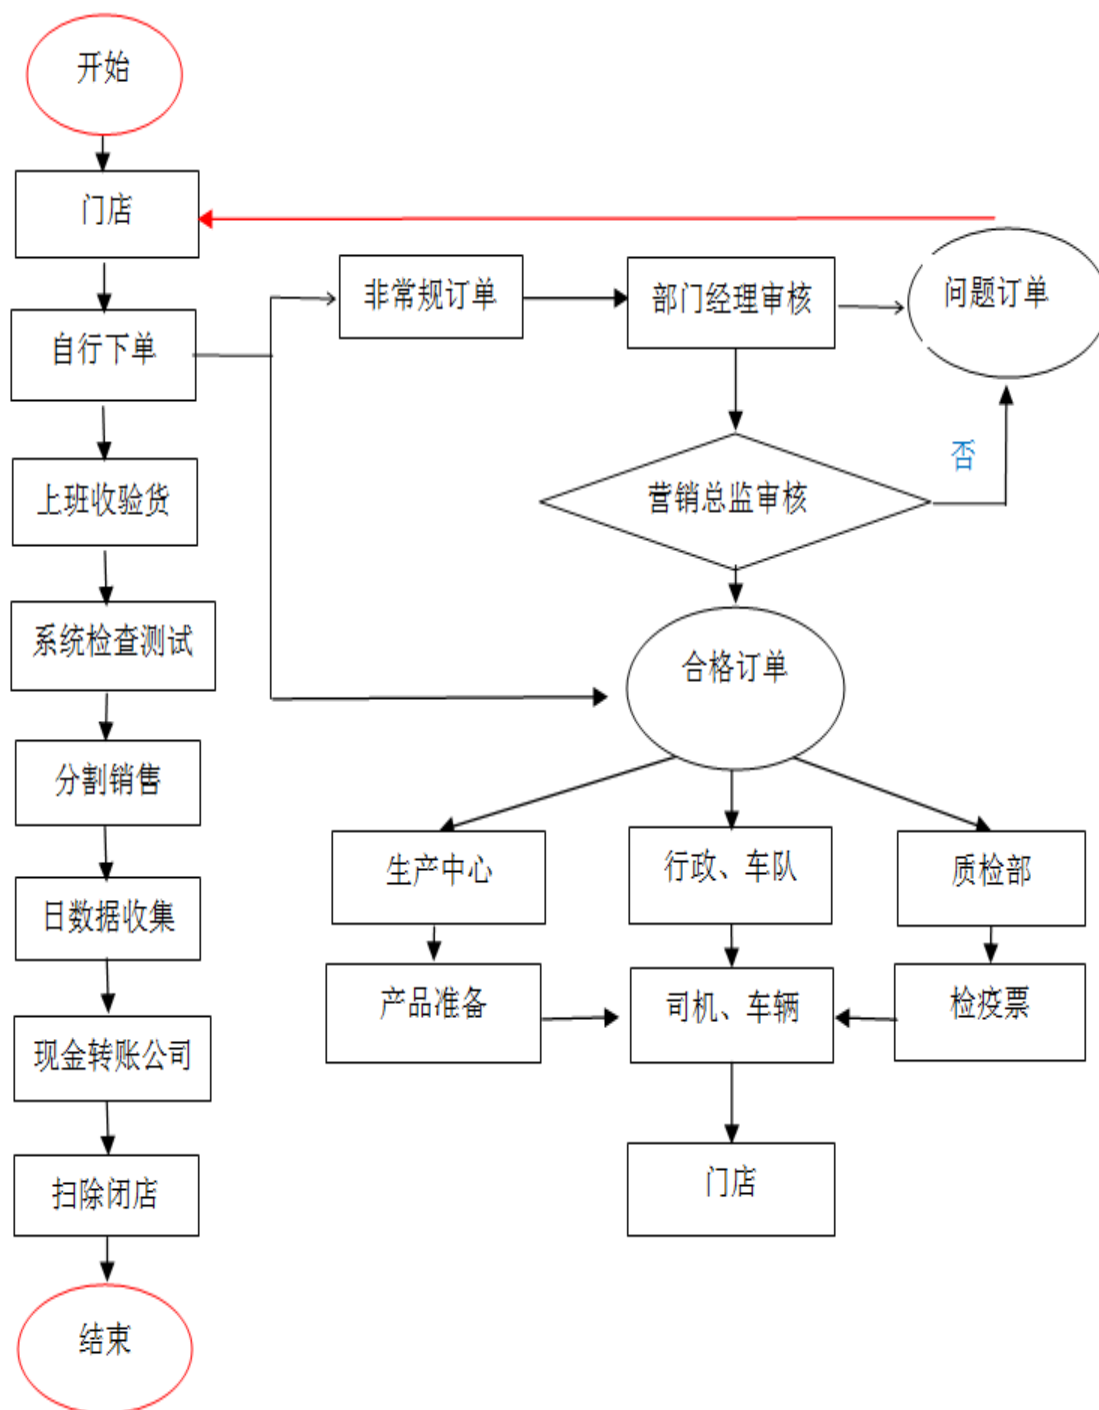 开始
门店
非常规订单
部门经理审核
问题订单
自行下单
否
上班收验货
营销总监审核
系统检查测试
合格订单
分割销售
生产中心
行政、车队
质检部
日数据收集
产品准备
司机、车辆
检疫票
现金转账公司
门店
扫除闭店
结束